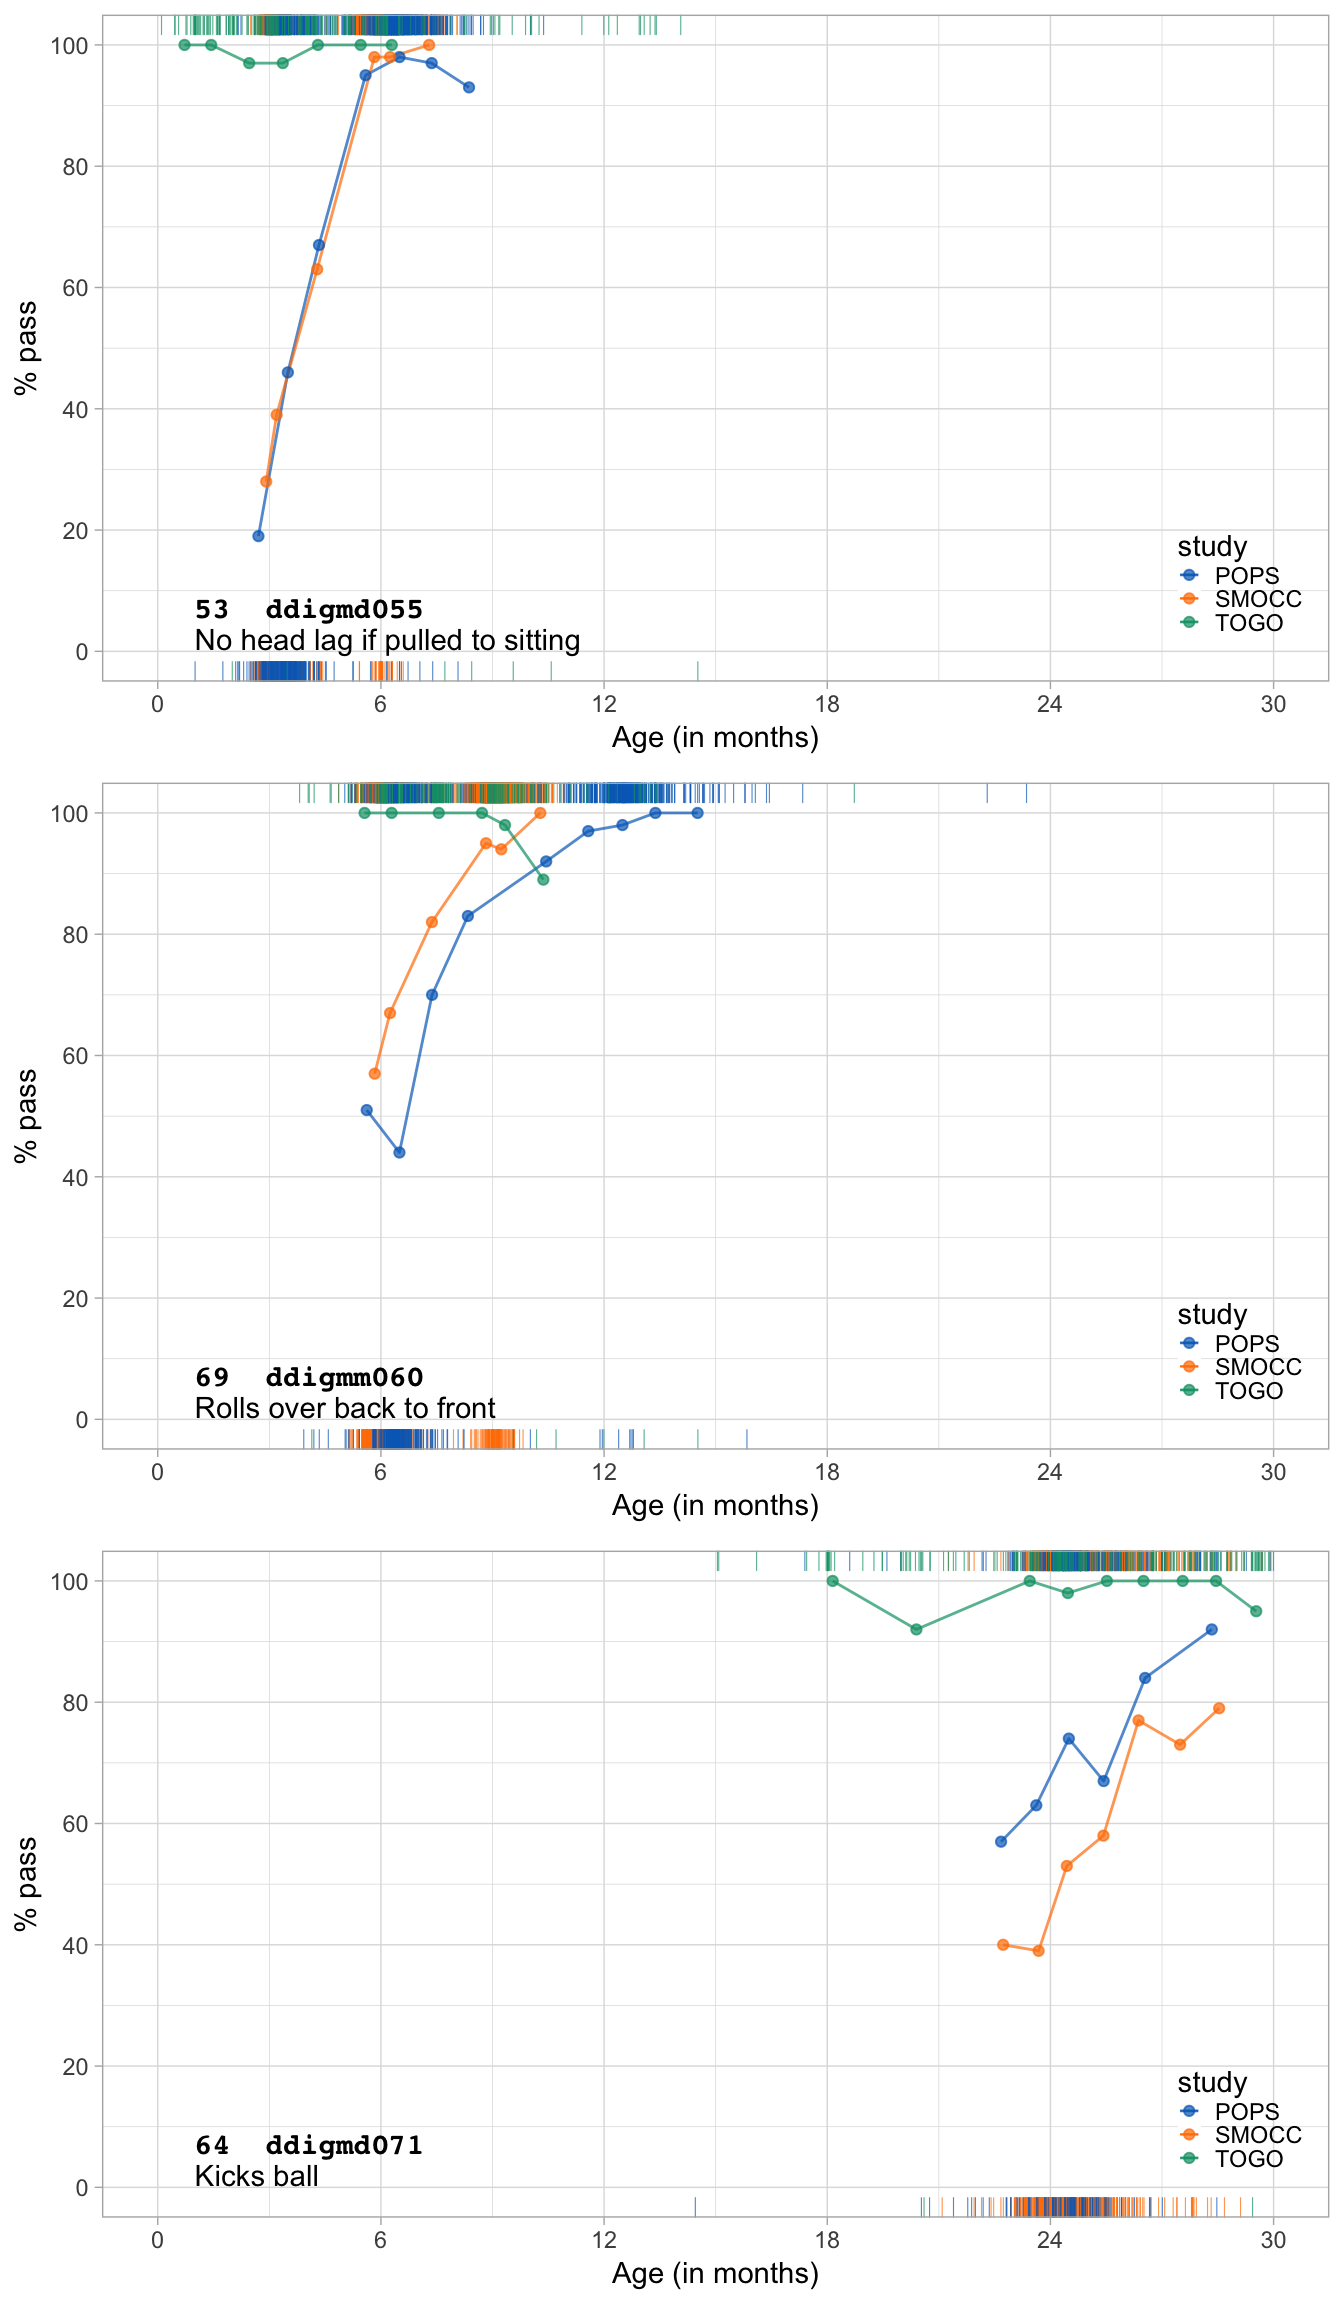 100
80
60
40
20
0
% pass
study
POPS
SMOCC
TOGO
53 ddigmd055
No head lag if pulled to sitting
0 6 12 18 24 30
Age (in months)
100
80
60
40
20
0
% pass
study
POPS
SMOCC
TOGO
69 ddigmm060
Rolls over back to front
0 6 12 18 24 30
Age (in months)
100
80
60
40
20
0
% pass
study
POPS
SMOCC
TOGO
64 ddigmd071
Kicks ball
0 6 12 18 24 30
Age (in months)